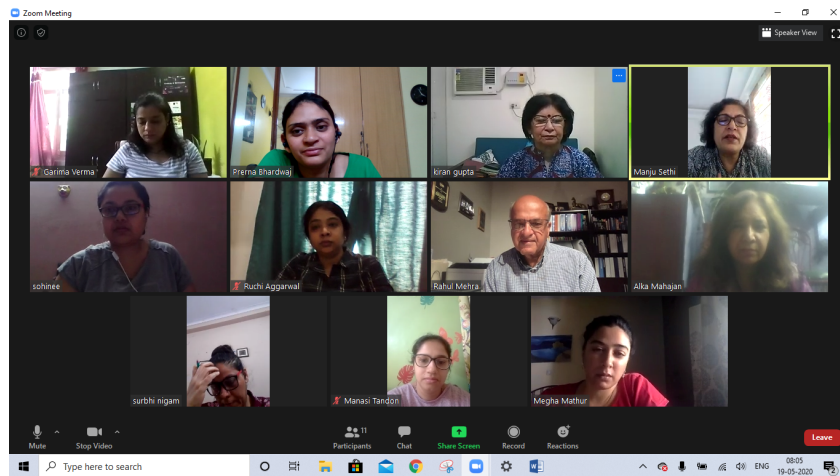 Zoom Meeting
Speaker View
Garima Verma
Prerna Bhardwaj
kiran gupta
Manju Sethi
sohinee
Ruchi Aggarwal
Rahul Mehra
Alka Mahajan
surbhi nigam
Manasi Tandon
Megha Mathur
Mute
Stop Video
11
Participants
Chat
Share Screen
Record
Reactions
Leave
Type here to search
ENG
08:05
19-05-2020